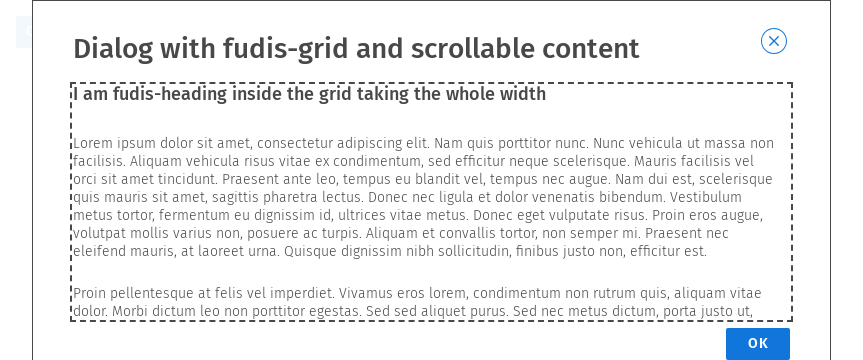 Dialog with fudis-grid and scrollable content
I am fudis-heading inside the grid taking the whole width
Lorem ipsum dolor sit amet, consectetur adipiscing elit. Nam quis porttitor nunc. Nunc vehicula ut massa non
facilisis. Aliquam vehicula risus vitae ex condimentum, sed efficitur neque scelerisque. Mauris facilisis vel
orci sit amet tincidunt. Praesent ante leo, tempus eu blandit vel, tempus nec augue. Nam dui est, scelerisque
quis mauris sit amet, sagittis pharetra lectus. Donec nec ligula et dolor venenatis bibendum. Vestibulum
metus tortor, fermentum eu dignissim id, ultrices vitae metus. Donec eget vulputate risus. Proin eros augue,
volutpat mollis varius non, posuere ac turpis. Aliquam et convallis tortor, non semper mi. Praesent nec
eleifend mauris, at laoreet urna. Quisque dignissim nibh sollicitudin, finibus justo non, efficitur est.
Proin pellentesque at felis vel imperdiet. Vivamus eros lorem, condimentum non rutrum quis, aliquam vitae
dolor. Morbi dictum leo non porttitor egestas. Sed sed aliquet purus. Sed nec metus dictum, porta justo ut,
OK